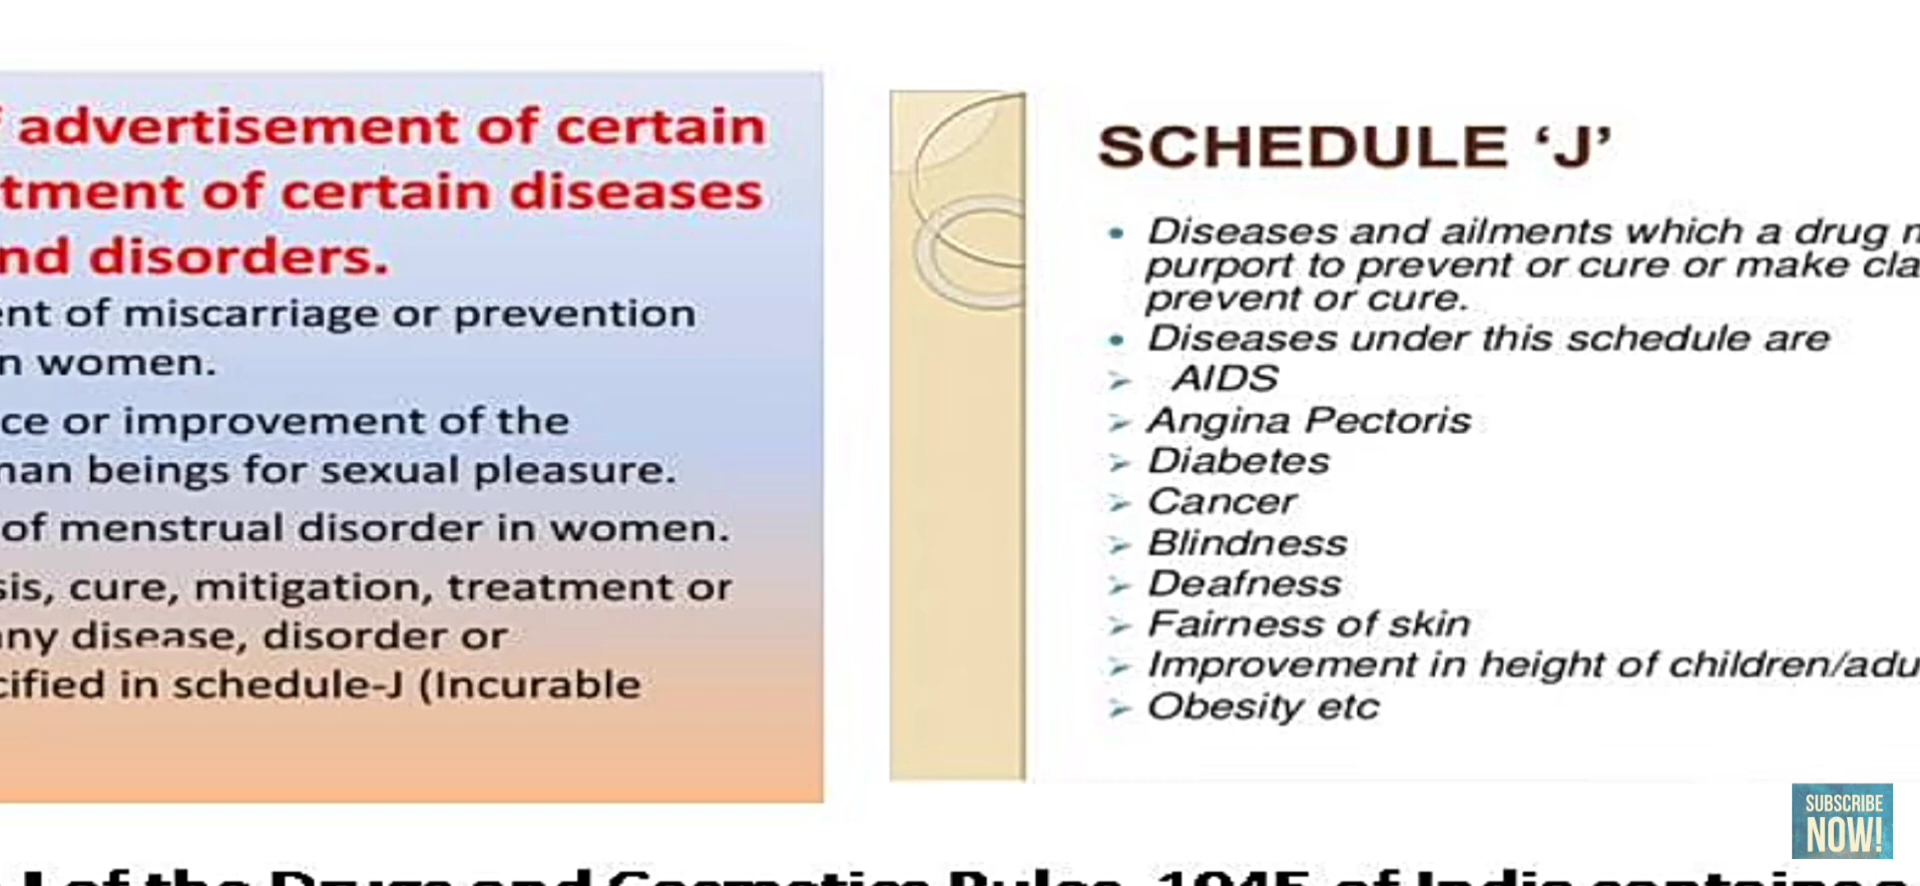 advertisement of certain
tment of certain diseases
nd disorders.
ent of miscarriage or prevention
n women.
ce or improvement of the
man beings for sexual pleasure.
of menstrual disorder in women.
sis, cure, mitigation, treatment or
any disease, disorder or
cified in schedule-J (Incurable
SCHEDULE ‘J’
• Diseases and ailments which a drug
purport to prevent or cure or make cla
prevent or cure.
• Diseases under this schedule are
➢ AIDS
➢ Angina Pectoris
➢ Diabetes
➢ Cancer
➢ Blindness
➢ Deafness
➢ Fairness of skin
➢ Improvement in height of children/adu
➢ Obesity etc
SUBSCRIBE
NOW!
J of the Drugs and Cosmetics Rules, 1945 of India contains